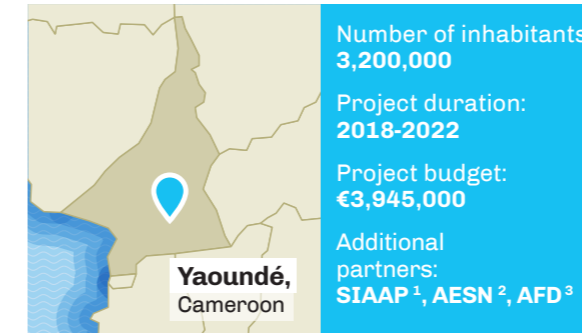 Number of inhabitants
3,200,000
Project duration:
2018-2022
Project budget:
€3,945,000
Additional
partners:
SIAAP ¹, AESN ², AFD ³
Yaoundé,
Cameroon